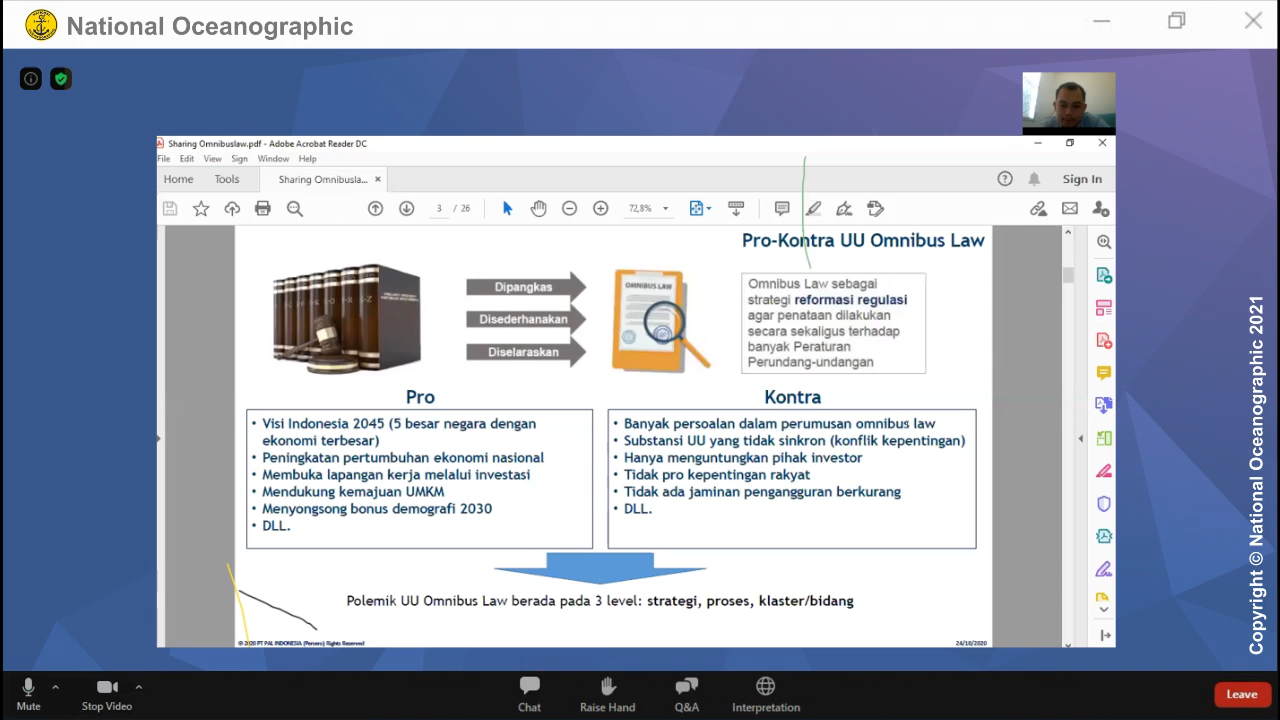 National Oceanographic
Sharing Omnibuslaw.pdf - Adobe Acrobat Reader DC
File Edit View Sign Window Help
Home Tools Sharing Omnibusla... × Sign In
3 / 26 72,8%
Pro-Kontra UU Omnibus Law
Dipangkas
Disederhanakan
Diselaraskan
OMNIBUS LAW
Omnibus Law sebagai
strategi reformasi regulasi
agar penataan dilakukan
secara sekaligus terhadap
banyak Peraturan
Perundang-undangan
Pro
• Visi Indonesia 2045 (5 besar negara dengan
ekonomi terbesar)
• Peningkatan pertumbuhan ekonomi nasional
• Membuka lapangan kerja melalui investasi
• Mendukung kemajuan UMKM
• Menyongsong bonus demografi 2030
• DLL.
Kontra
• Banyak persoalan dalam perumusan omnibus law
• Substansi UU yang tidak sinkron (konflik kepentingan)
• Hanya menguntungkan pihak investor
• Tidak pro kepentingan rakyat
• Tidak ada jaminan pengangguran berkurang
• DLL.
Polemik UU Omnibus Law berada pada 3 level: strategi, proses, klaster/bidang
© 2020 PT PAL INDONESIA (Persero) Rights Reserved
24/10/2020
Copyright © National Oceanographic 2021
Mute Stop Video Chat Raise Hand Q&A Interpretation Leave